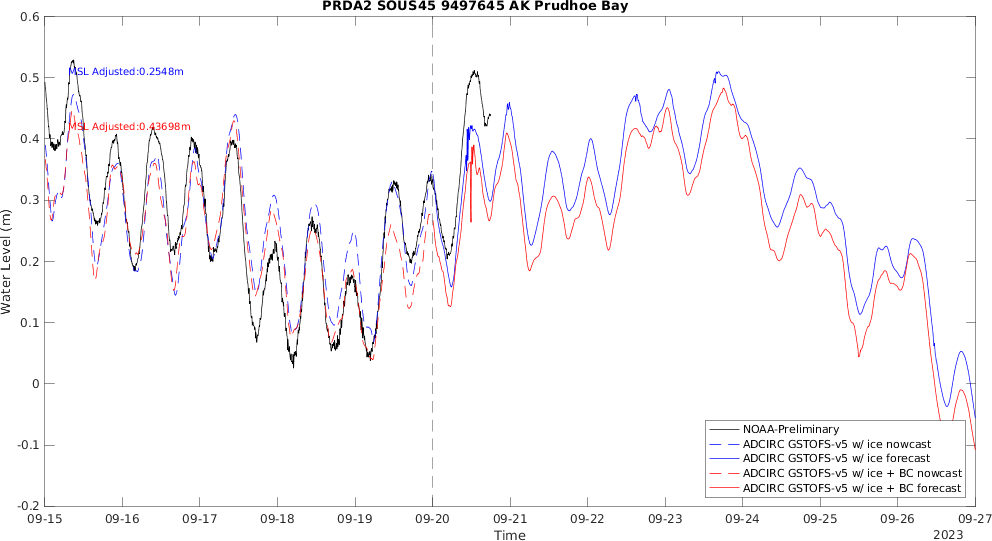 PRDA2 SOUS45 9497645 AK Prudhoe Bay
0.6
0.5
0.4
0.3
0.2
0.1
0
-0.1
-0.2
Water Level (m)
MSL Adjusted:0.2548m
MSL Adjusted:0.43698m
NOAA-Preliminary
ADCIRC GSTOFS-v5 w/ ice nowcast
ADCIRC GSTOFS-v5 w/ ice forecast
ADCIRC GSTOFS-v5 w/ ice + BC nowcast
ADCIRC GSTOFS-v5 w/ ice + BC forecast
09-15 09-16 09-17 09-18 09-19 09-20 09-21 09-22 09-23 09-24 09-25 09-26 09-27
Time
2023